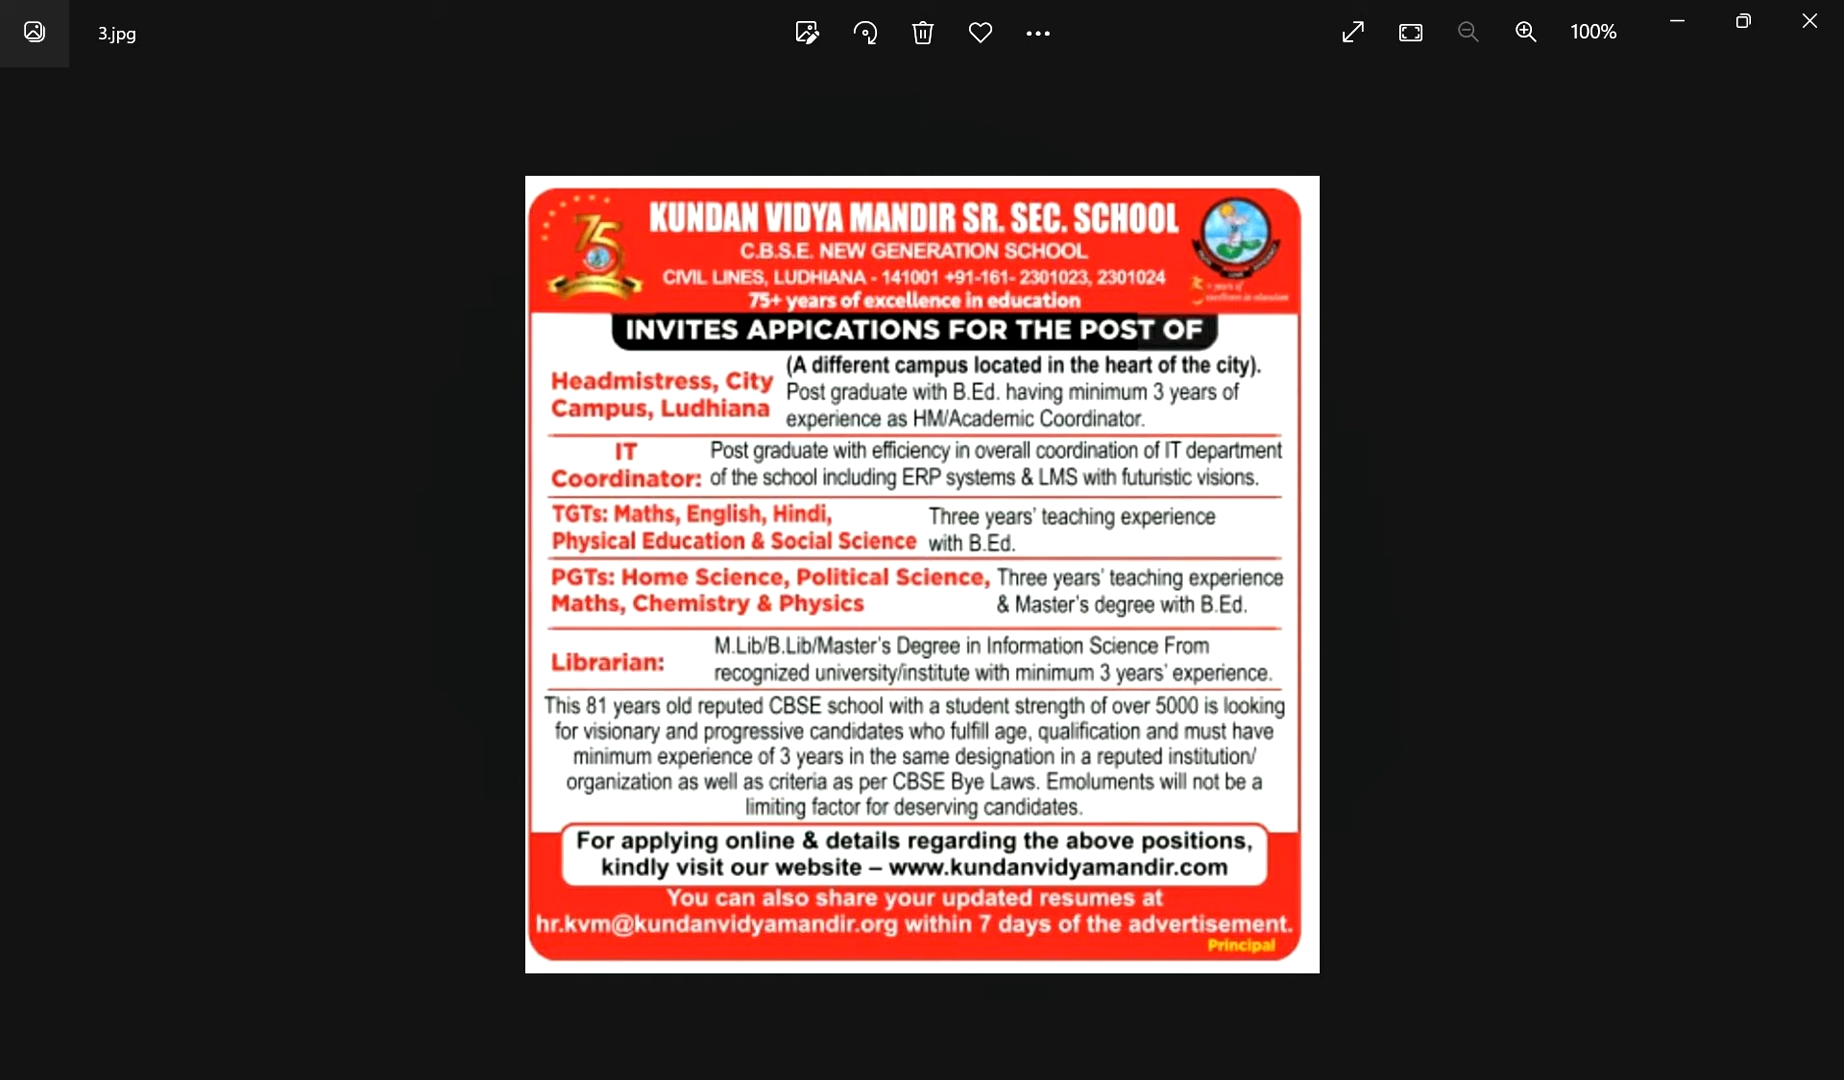 3.jpg
100%
75
KUNDAN VIDYA MANDIR SR. SEC. SCHOOL
C.B.S.E. NEW GENERATION SCHOOL
CIVIL LINES, LUDHIANA - 141001 +91-161- 2301023, 2301024
75+ years of excellence in education
+ years of
excellence in education
INVITES APPICATIONS FOR THE POST OF
Headmistress, City
Campus, Ludhiana
(A different campus located in the heart of the city).
Post graduate with B.Ed. having minimum 3 years of
experience as HM/Academic Coordinator.
IT
Coordinator:
Post graduate with efficiency in overall coordination of IT department
of the school including ERP systems & LMS with futuristic visions.
TGTs: Maths, English, Hindi,
Physical Education & Social Science
Three years' teaching experience
with B.Ed.
PGTs: Home Science, Political Science,
Maths, Chemistry & Physics
Three years' teaching experience
& Master's degree with B.Ed.
Librarian:
M.Lib/B.Lib/Master's Degree in Information Science From
recognized university/institute with minimum 3 years' experience.
This 81 years old reputed CBSE school with a student strength of over 5000 is looking
for visionary and progressive candidates who fulfill age, qualification and must have
minimum experience of 3 years in the same designation in a reputed institution/
organization as well as criteria as per CBSE Bye Laws. Emoluments will not be a
limiting factor for deserving candidates.
For applying online & details regarding the above positions,
kindly visit our website – www.kundanvidyamandir.com
You can also share your updated resumes at
hr.kvm@kundanvidyamandir.org within 7 days of the advertisement.
Principal